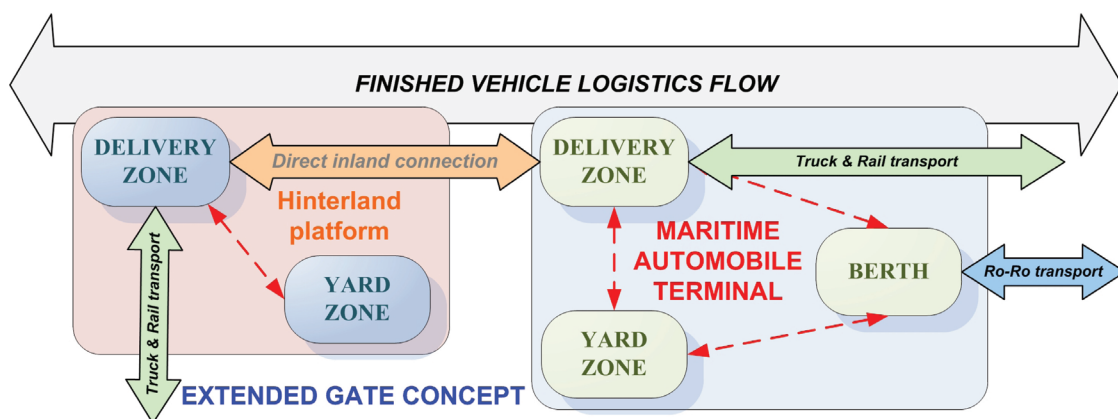 FINISHED VEHICLE LOGISTICS FLOW
DELIVERY
ZONE
Direct inland connection
DELIVERY
ZONE
Truck & Rail transport
Hinterland
platform
MARITIME
AUTOMOBILE
TERMINAL
Truck & Rail transport
YARD
ZONE
BERTH
Ro-Ro transport
YARD
ZONE
EXTENDED GATE CONCEPT